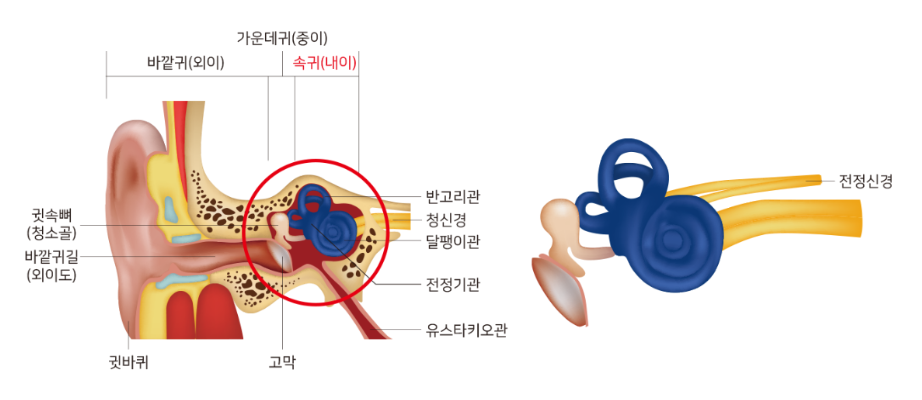 가운데귀(중이)
바깥귀(외이)
속귀(내이)
반고리관
귓속뼈
(청소골)
청신경
달팽이관
바깥귀길
(외이도)
전정기관
유스타키오관
귓바퀴
고막
전정신경